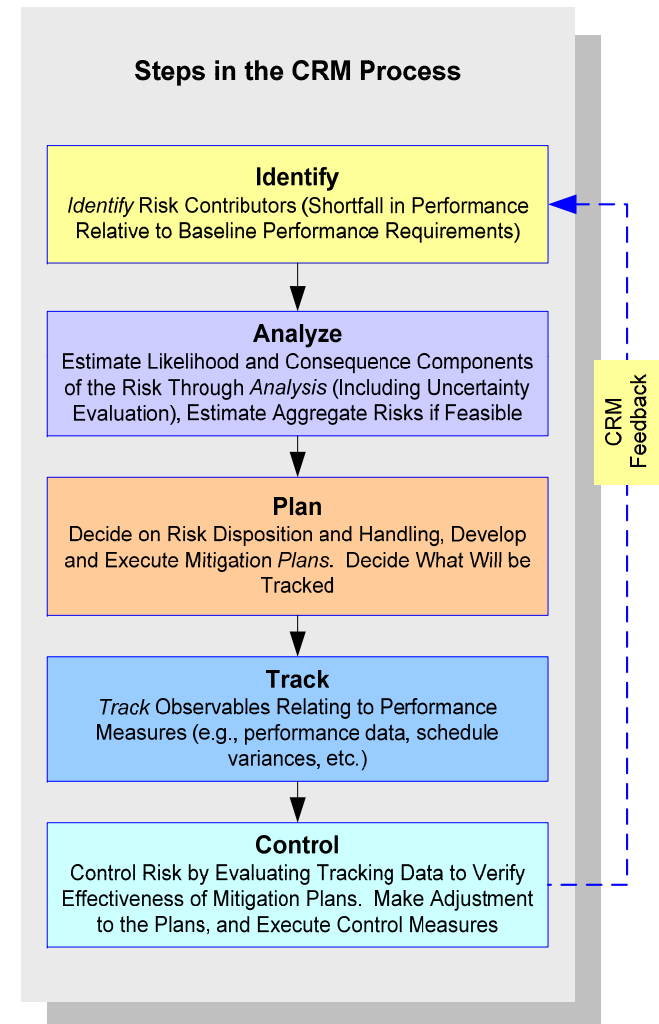 Steps in the CRM Process
Identify
Identify Risk Contributors (Shortfall in Performance
Relative to Baseline Performance Requirements)
Analyze
Estimate Likelihood and Consequence Components
of the Risk Through Analysis (Including Uncertainty
Evaluation), Estimate Aggregate Risks if Feasible
Plan
Decide on Risk Disposition and Handling, Develop
and Execute Mitigation Plans.  Decide What Will be
Tracked
Track
Track Observables Relating to Performance
Measures (e.g., performance data, schedule
variances, etc.)
Control
Control Risk by Evaluating Tracking Data to Verify
Effectiveness of Mitigation Plans.  Make Adjustment
to the Plans, and Execute Control Measures
CRM
Feedback